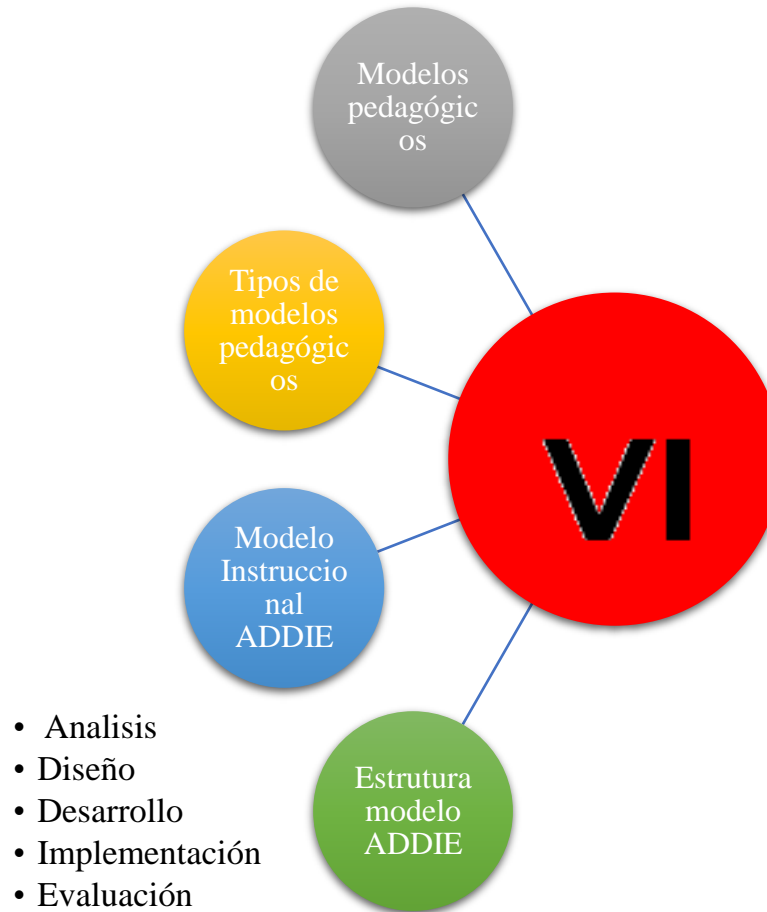 Modelos
pedagógic
os
Tipos de
modelos
pedagógic
os
VI
Modelo
Instruccio
nal
ADDIE
Estrutura
modelo
ADDIE
• Analisis
• Diseño
• Desarrollo
• Implementación
• Evaluación